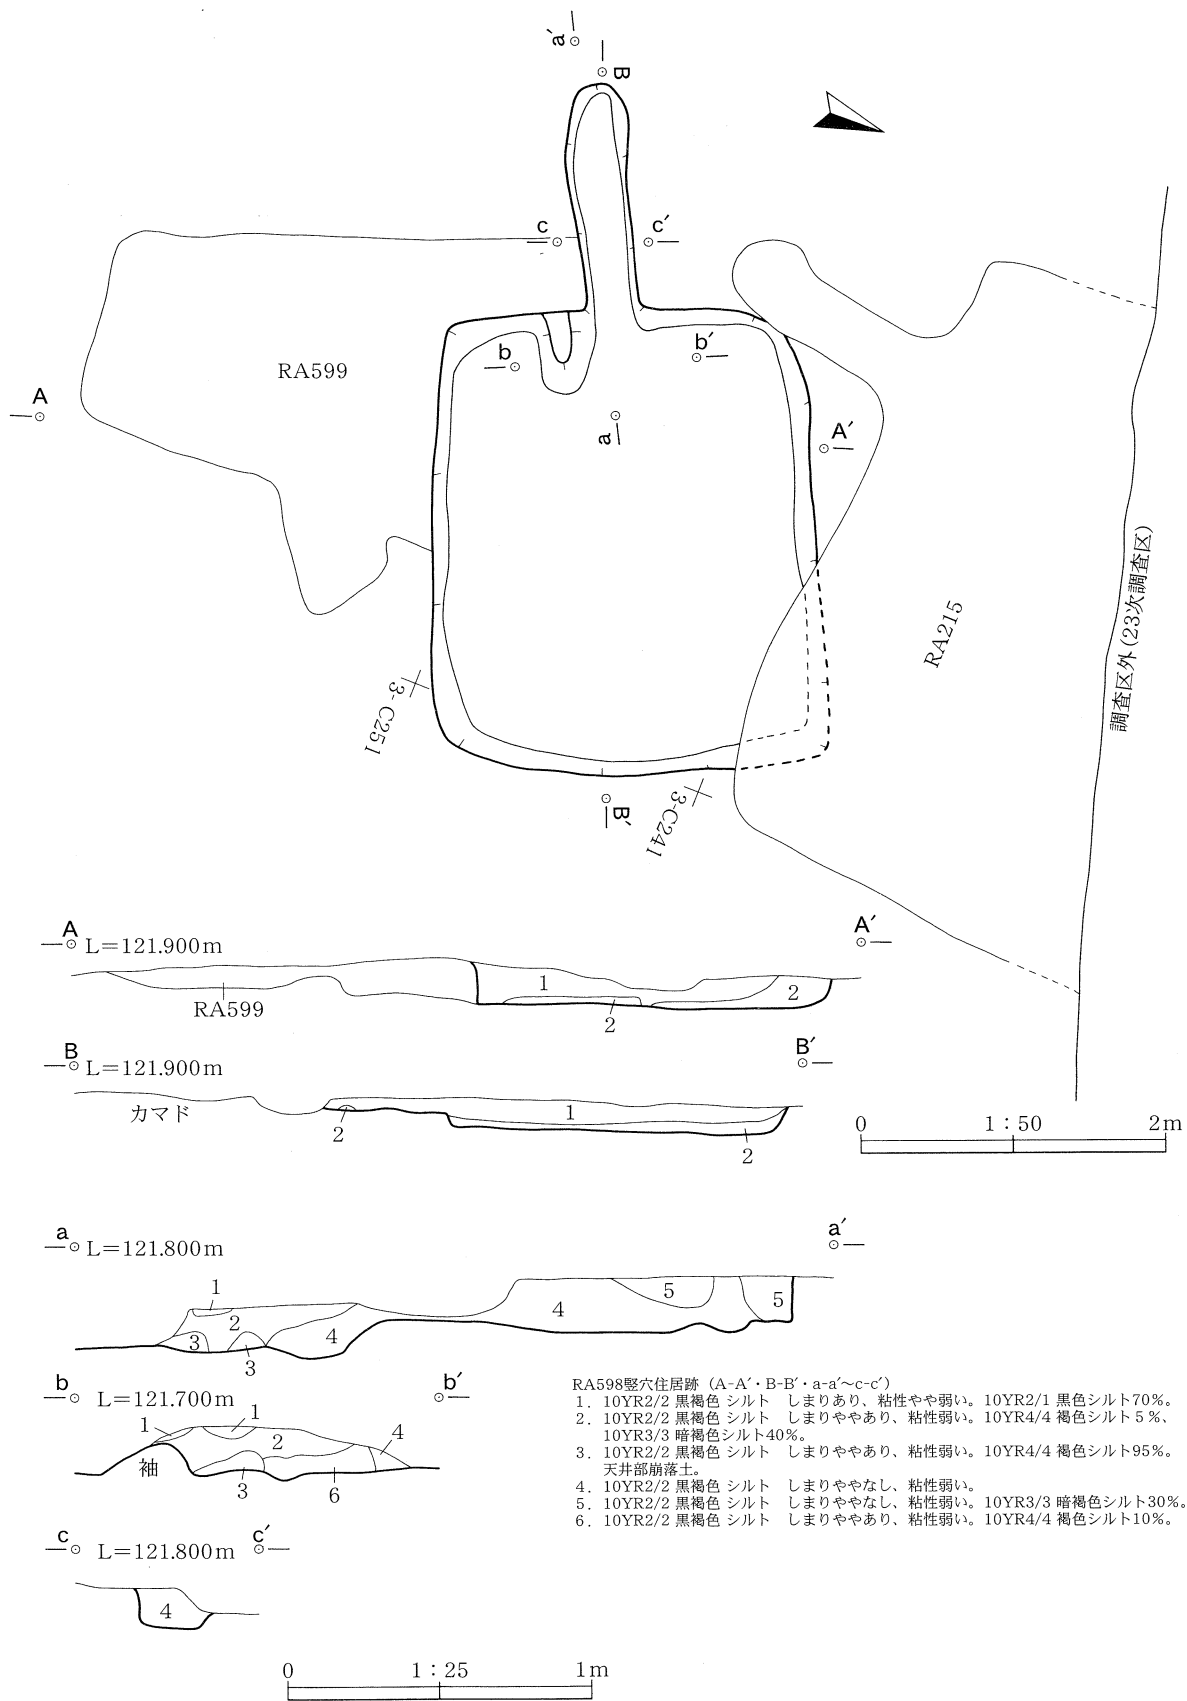 a′
B
c
c′
RA599
b
b′
A
a
A′
RA215
調査区外(23次調査区)
3-C251
B′
3-C241
A
L=121.900m
A′
1
2
RA599
2
B
L=121.900m
B′
カマド
1
2
2
0
1:50
2m
a
L=121.800m
a′
1
2
3
3
4
4
5
5
b
L=121.700m
b′
1
1
2
4
袖
3
6
c
L=121.800m
c′
4
RA598竪穴住居跡(A-A′・B-B′・a-a′～c-c′)
1. 10YR2/2 黒褐色 シルト　しまりあり、粘性やや弱い。10YR2/1 黒色シルト70%。
2. 10YR2/2 黒褐色 シルト　しまりややあり、粘性弱い。10YR4/4 褐色シルト5%、
10YR3/3 暗褐色シルト40%。
3. 10YR2/2 黒褐色 シルト　しまりややあり、粘性弱い。10YR4/4 褐色シルト95%。
天井部崩落土。
4. 10YR2/2 黒褐色 シルト　しまりややなし、粘性弱い。
5. 10YR2/2 黒褐色 シルト　しまりややなし、粘性弱い。10YR3/3 暗褐色シルト30%。
6. 10YR2/2 黒褐色 シルト　しまりややあり、粘性弱い。10YR4/4 褐色シルト10%。
0
1:25
1m